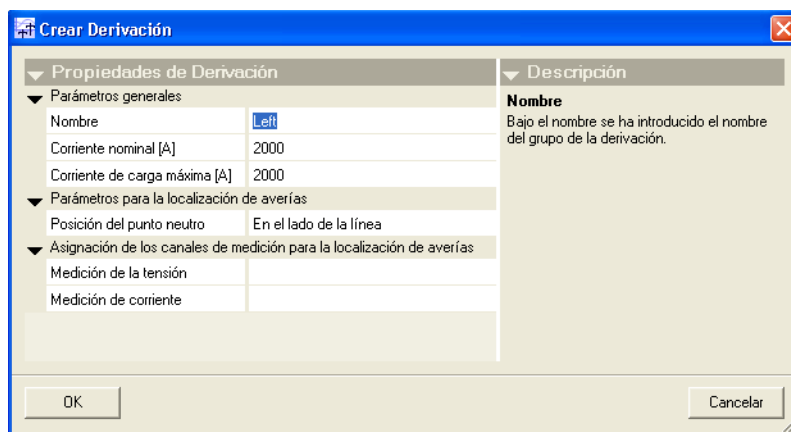 Crear Derivación
Propiedades de Derivación
Parámetros generales
Nombre Left
Corriente nominal [A] 2000
Corriente de carga máxima [A] 2000
Parámetros para la localización de averías
Posición del punto neutro En el lado de la línea
Asignación de los canales de medición para la localización de averías
Medición de la tensión
Medición de corriente
Descripción
Nombre
Bajo el nombre se ha introducido el nombre
del grupo de la derivación.
OK
Cancelar